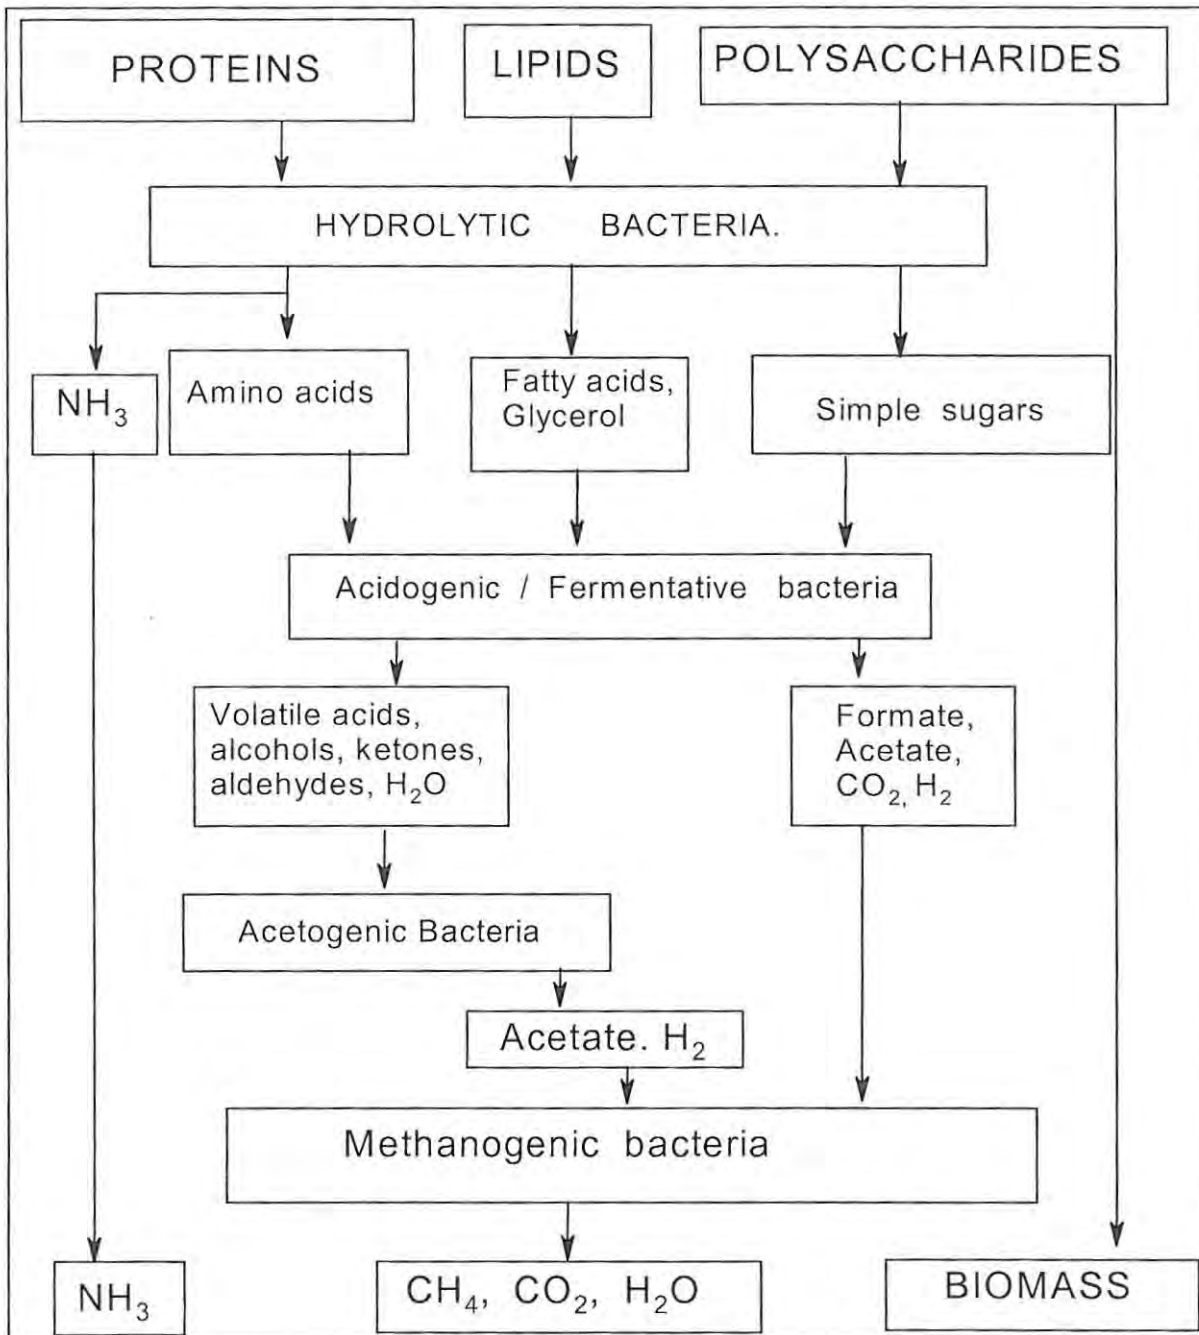 PROTEINS
LIPIDS
POLYSACCHARIDES
HYDROLYTIC BACTERIA.
NH₃
Amino acids
Fatty acids,
Glycerol
Simple sugars
Acidogenic / Fermentative bacteria
Volatile acids,
alcohols, ketones,
aldehydes, H₂O
Formate,
Acetate,
CO₂, H₂
Acetogenic Bacteria
Acetate. H₂
Methanogenic bacteria
NH₃
CH₄, CO₂, H₂O
BIOMASS